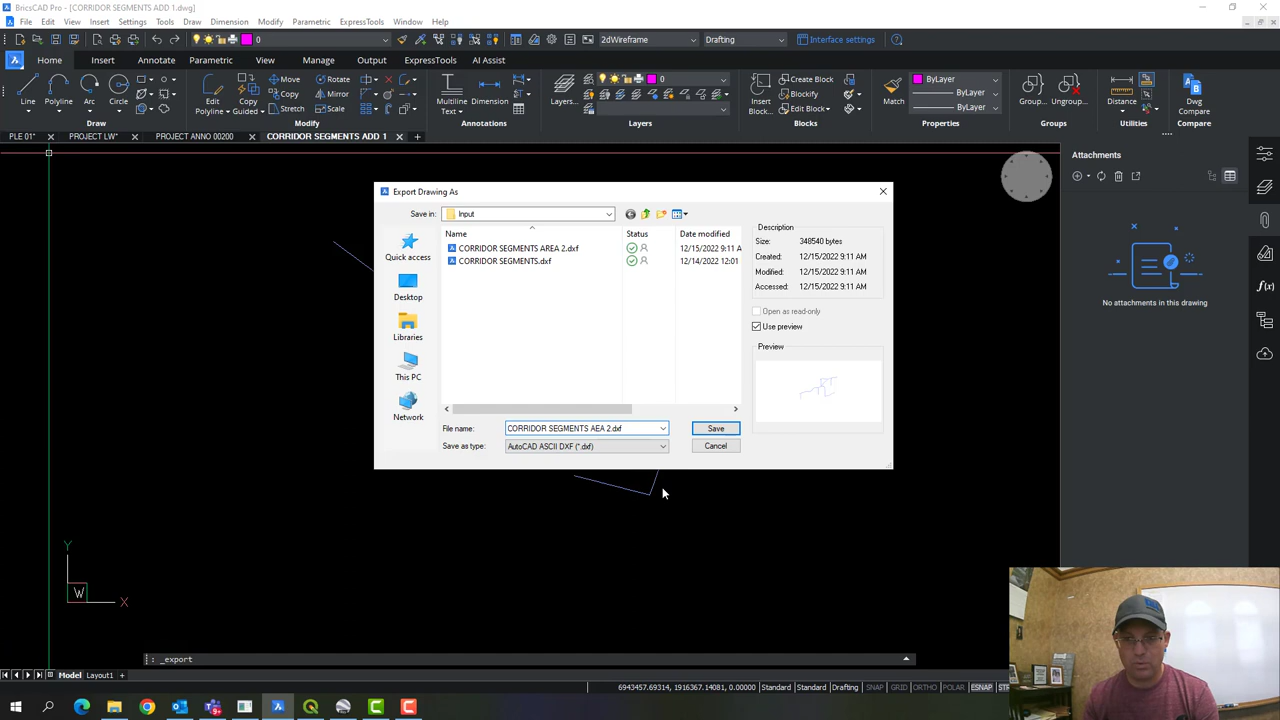 BricsCAD Pro - [CORRIDOR SEGMENTS ADD 1.dwg]
File Edit View Insert Settings Tools Draw Dimension Modify Parametric ExpressTools Window Help
0 2dWireframe Drafting Interface settings
Home Insert Annotate Parametric View Manage Output ExpressTools AI Assist
Line Polyline Arc Circle
Edit Polyline Copy Move Rotate
Mirror
Stretch Scale
Multiline Text Dimension
Layers... 0
Insert Block... Create Block
Blockify
Edit Block
Match ByLayer
ByLayer
ByLayer
Group... Ungroup...
Distance
Dwg Compare
Draw Modify Annotations Layers Blocks Properties Groups Utilities Compare
PLE 01* PROJECT LW* PROJECT ANNO 00200 CORRIDOR SEGMENTS ADD 1
Attachments
No attachments in this drawing
Export Drawing As
Save in: Input
Name Status Date modified
CORRIDOR SEGMENTS AREA 2.dxf 12/15/2022 9:11 A
CORRIDOR SEGMENTS.dxf 12/14/2022 12:01
Quick access
Desktop
Libraries
This PC
Network
Description
Size: 348540 bytes
Created: 12/15/2022 9:11 AM
Modified: 12/15/2022 9:11 AM
Accessed: 12/15/2022 9:11 AM
Open as read-only
Use preview
Preview
File name: CORRIDOR SEGMENTS AEA 2.dxf Save
Save as type: AutoCAD ASCII DXF (*.dxf) Cancel
Y
W X
: _export
Model Layout1
6943457.69314, 1916367.14081, 0.00000 Standard Standard Drafting SNAP GRID ORTHO POLAR ESNAP